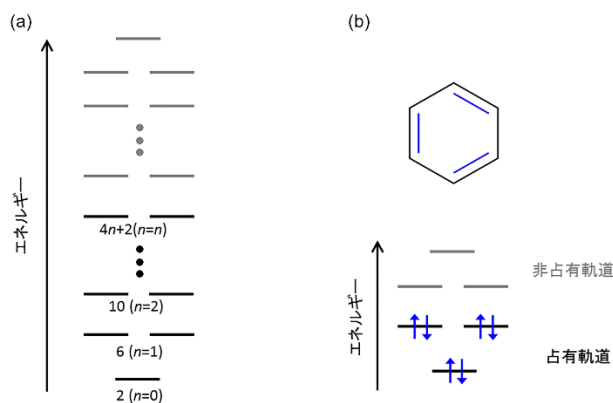 (a)
エネルギー
4n+2(n=n)
10 (n=2)
6 (n=1)
2 (n=0)
(b)
エネルギー
非占有軌道
占有軌道